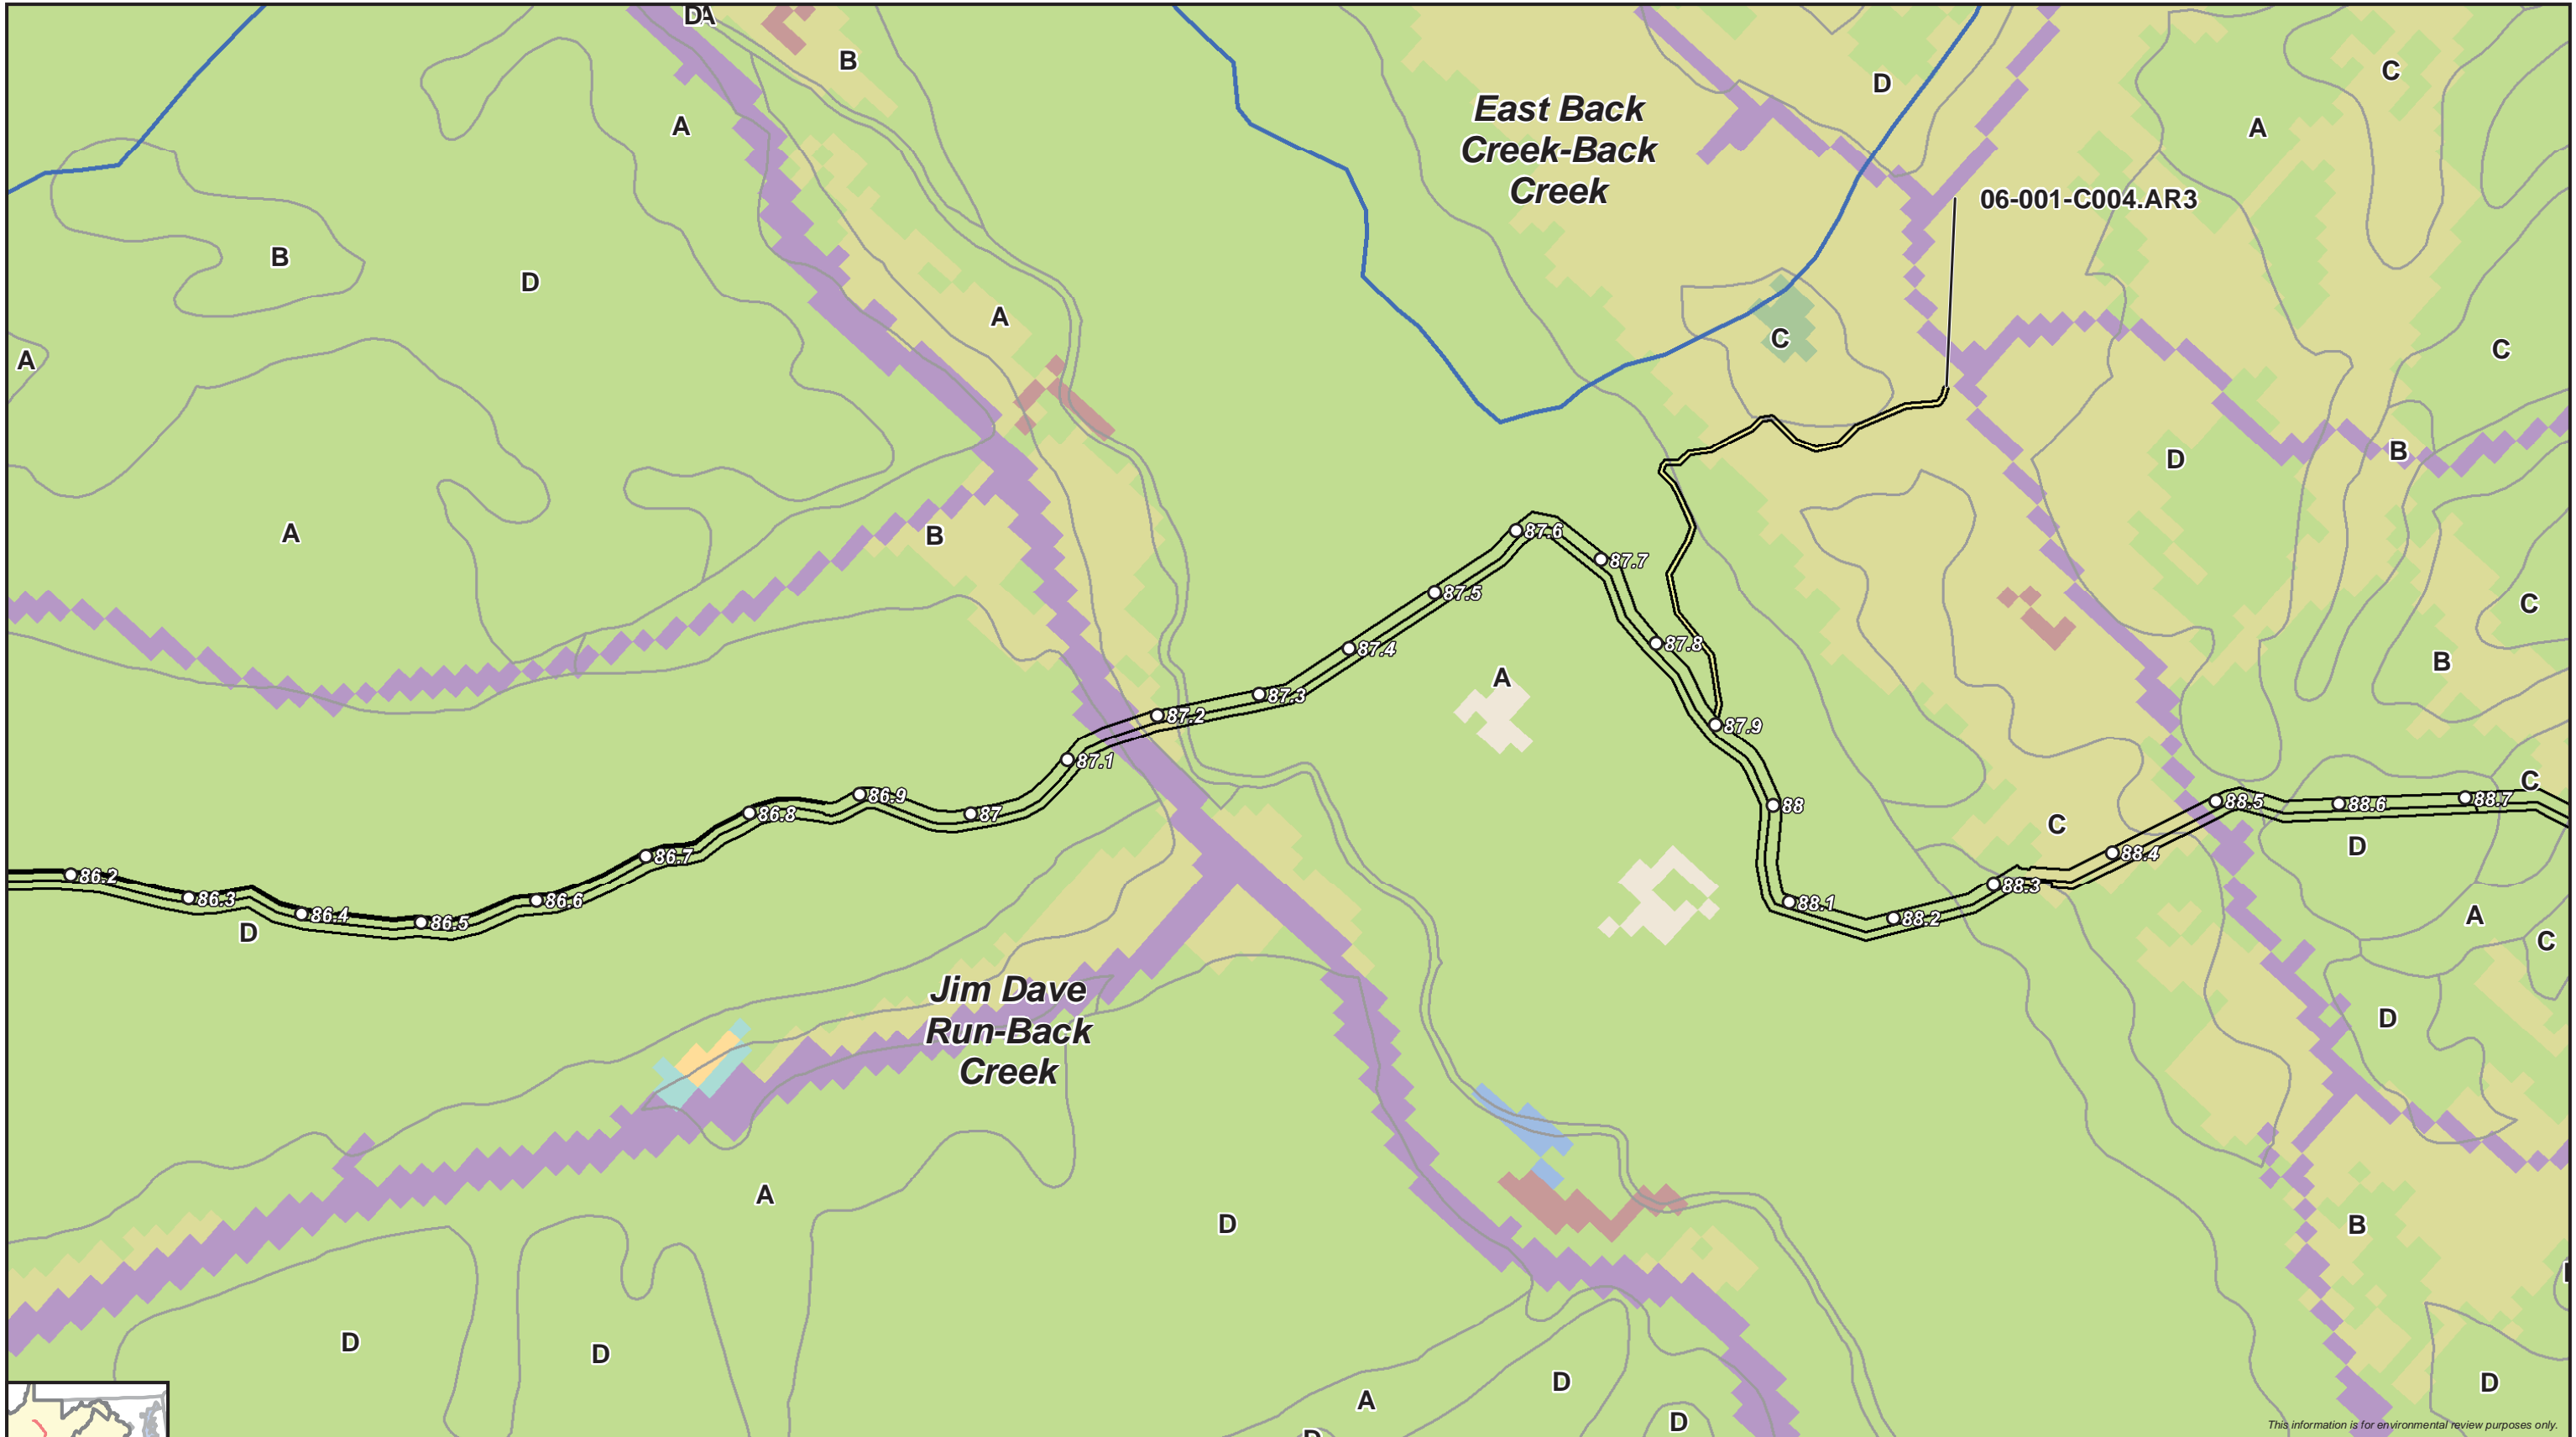 DA
B
D
C
A
East Back
Creek-Back
Creek
A
06-001-C004.AR3
B
D
A
C
A
C
D
B
A
B
87.6
87.7
87.5
87.4
87.8
87.3
87.2
87.9
87.1
A
C
B
86.9
87
86.8
86.7
86.2
86.3
86.4
86.5
86.6
D
88
88.1
88.2
88.3
88.4
88.5
88.6
88.7
C
C
D
A
C
D
Jim Dave
Run-Back
Creek
A
D
B
D
D
D
A
D
D
This information is for environmental review purposes only.